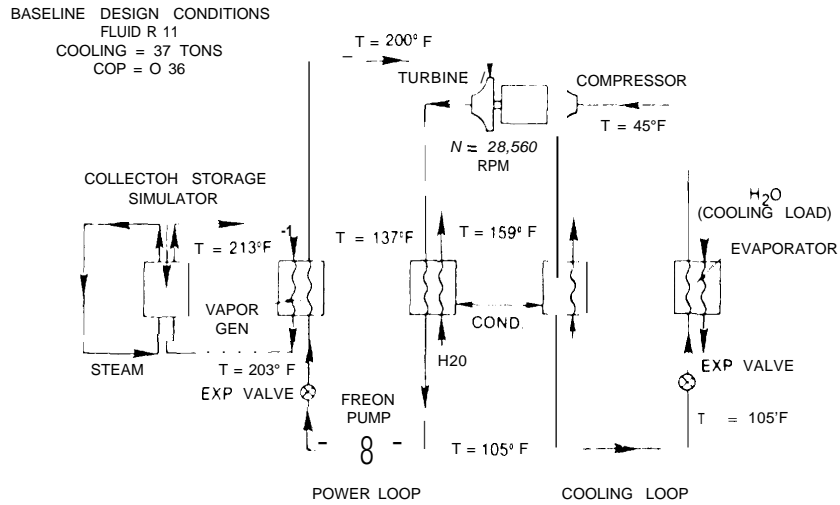 BASELINE DESIGN CONDITIONS
FLUID R 11
COOLING = 37 TONS
COP = O 36
T = 200° F
TURBINE
COMPRESSOR
T = 45°F
N = 28,560
RPM
COLLECTOH STORAGE
SIMULATOR
H2O
(COOLING LOAD)
EVAPORATOR
T = 213°F
-1
T = 137°F
T = 159° F
VAPOR
GEN
COND.
H20
STEAM
T = 203° F
EXP VALVE
EXP VALVE
FREON
PUMP
T = 105° F
T = 105'F
POWER LOOP
COOLING LOOP